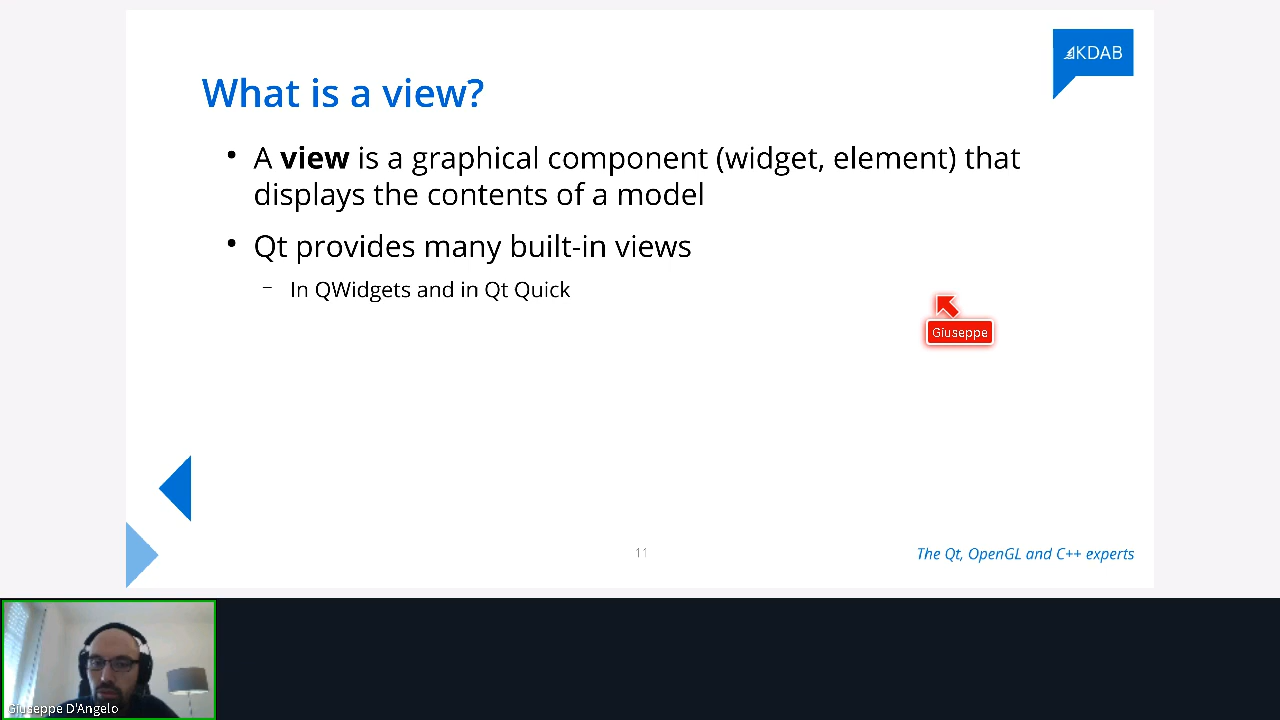 KDAB
What is a view?
• A view is a graphical component (widget, element) that
displays the contents of a model
• Qt provides many built-in views
– In QWidgets and in Qt Quick
Giuseppe
11
The Qt, OpenGL and C++ experts
Giuseppe D'Angelo